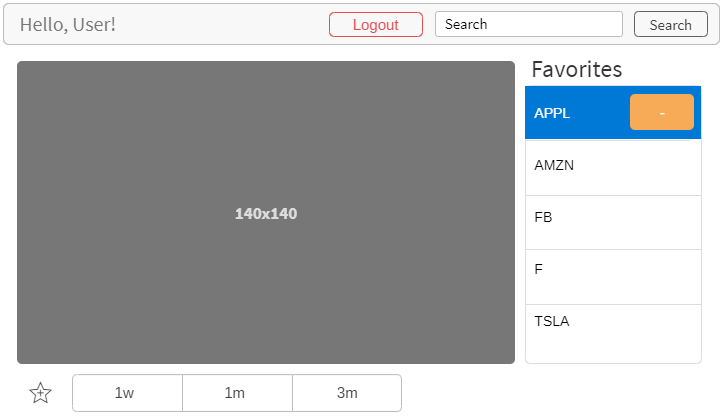 Hello, User!
Logout
Search
Search
Favorites
APPL
-
AMZN
FB
F
TSLA
140x140
1w
1m
3m